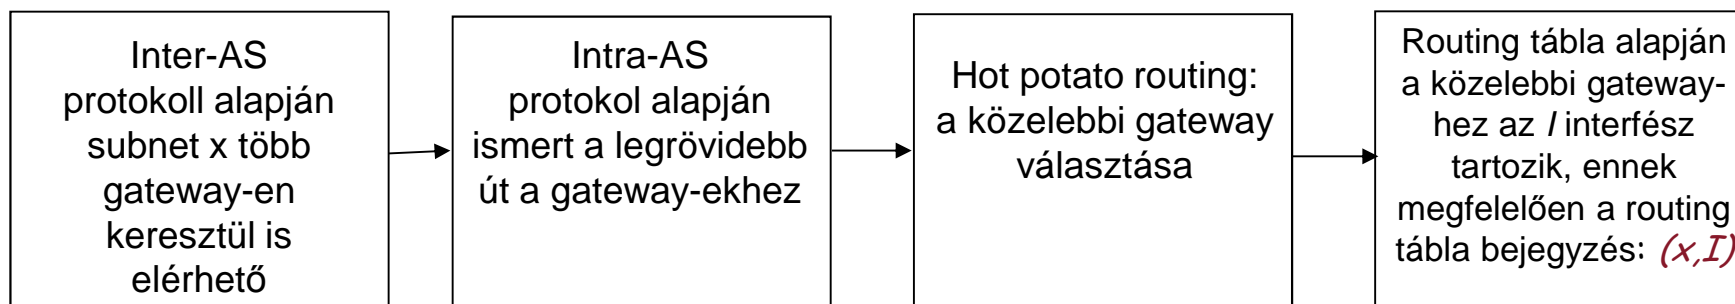 Inter-AS
protokoll alapján
subnet x több
gateway-en
keresztül is
elérhető
Intra-AS
protokol alapján
ismert a legrövidebb
út a gateway-ekhez
Hot potato routing:
a közelebbi gateway
választása
Routing tábla alapján
a közelebbi gateway-
hez az I interfész
tartozik, ennek
megfelelően a routing
tábla bejegyzés: (x,I)